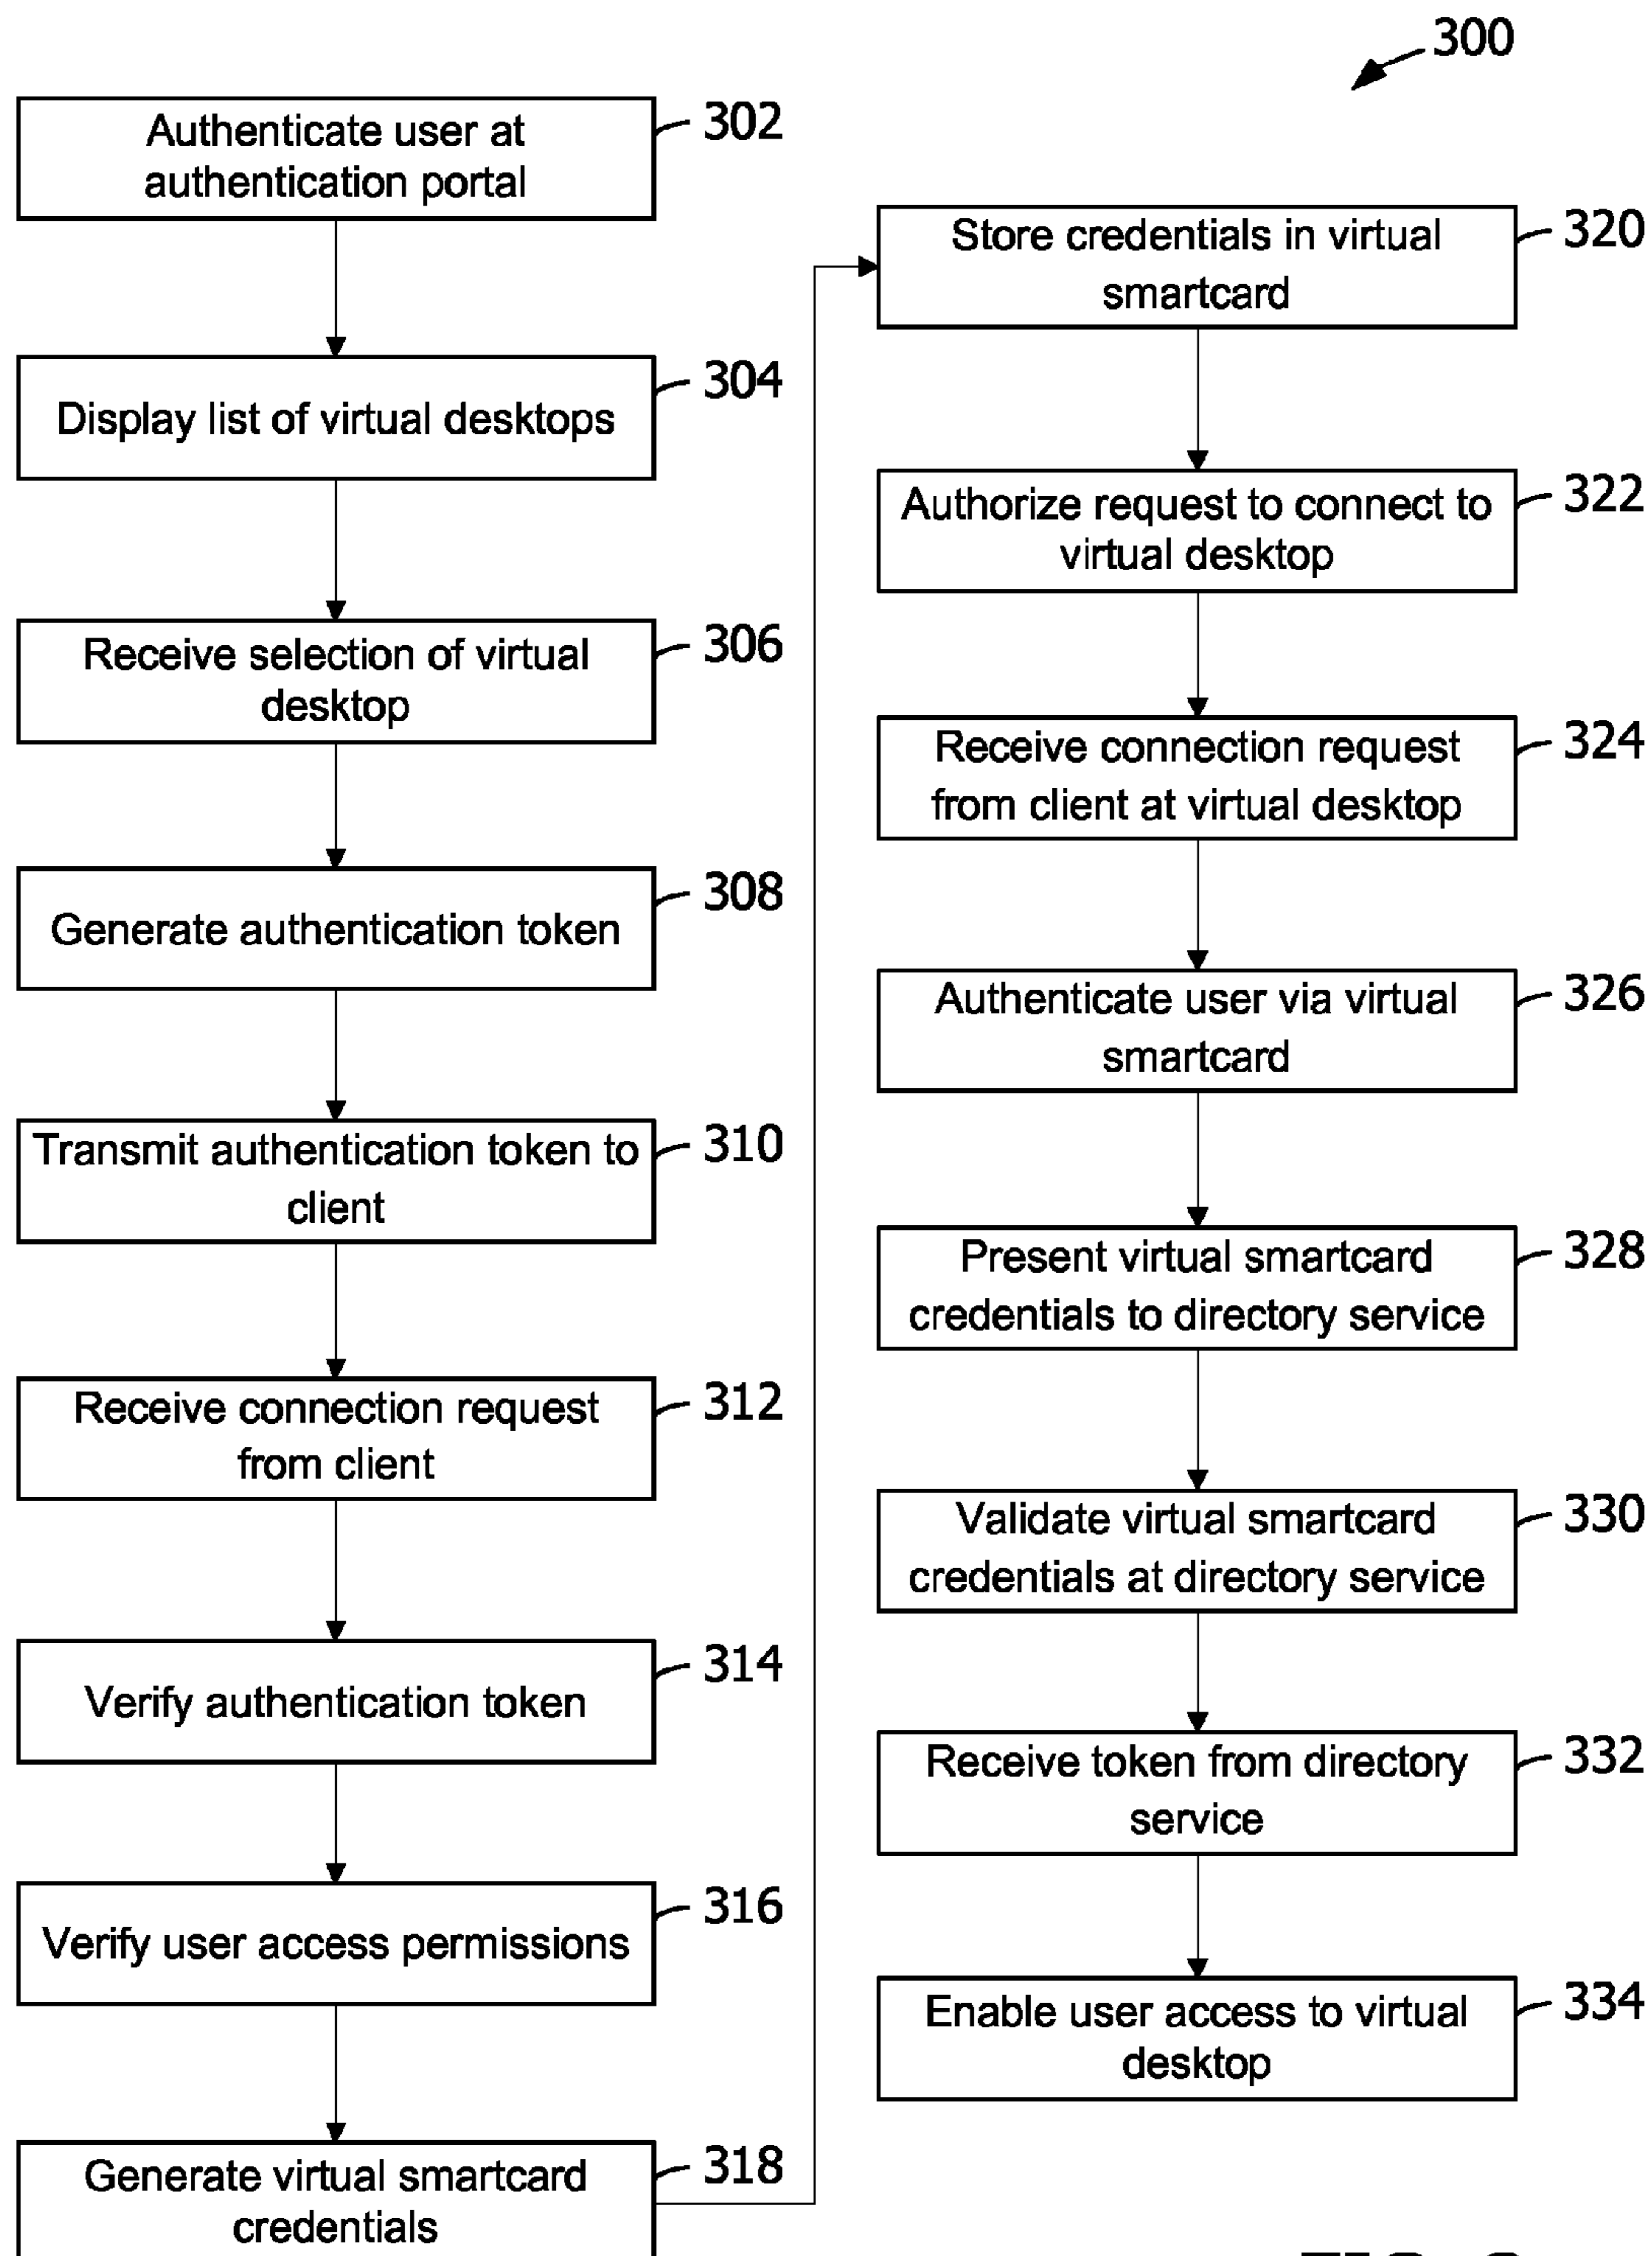 300
Authenticate user at
authentication portal
302
Display list of virtual desktops
304
Receive selection of virtual
desktop
306
Generate authentication token
308
Transmit authentication token to
client
310
Receive connection request
from client
312
Verify authentication token
314
Verify user access permissions
316
Generate virtual smartcard
credentials
318
Store credentials in virtual
smartcard
320
Authorize request to connect to
virtual desktop
322
Receive connection request
from client at virtual desktop
324
Authenticate user via virtual
smartcard
326
Present virtual smartcard
credentials to directory service
328
Validate virtual smartcard
credentials at directory service
330
Receive token from directory
service
332
Enable user access to virtual
desktop
334